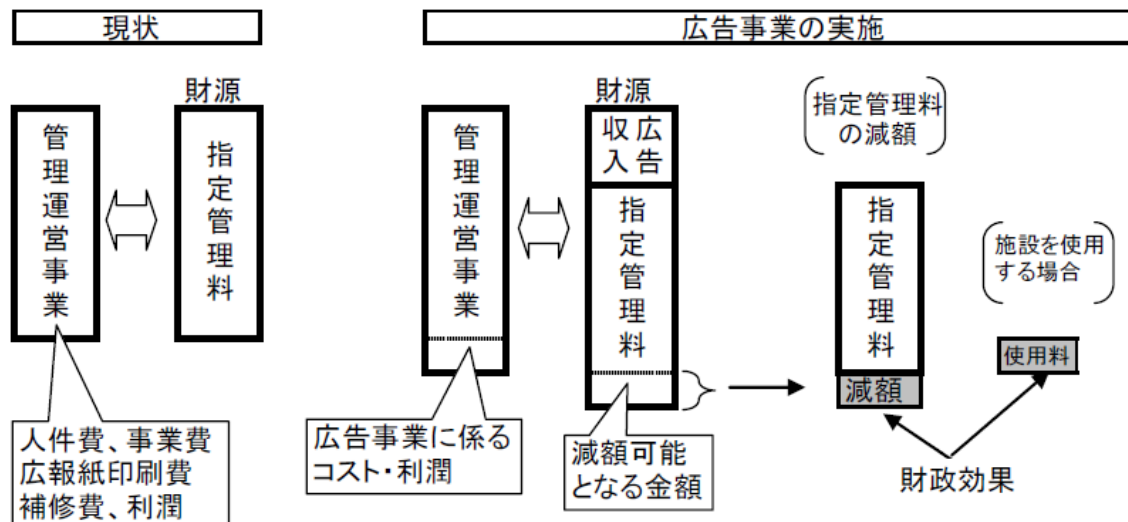 現状
広告事業の実施
財源
管理運営事業
指定管理料
人件費、事業費
広報紙印刷費
補修費、利潤
財源
管理運営事業
広告
収入
指定管理料
広告事業に係る
コスト・利潤
減額可能
となる金額
指定管理料
の減額
指定管理料
減額
施設を使用
する場合
使用料
財政効果